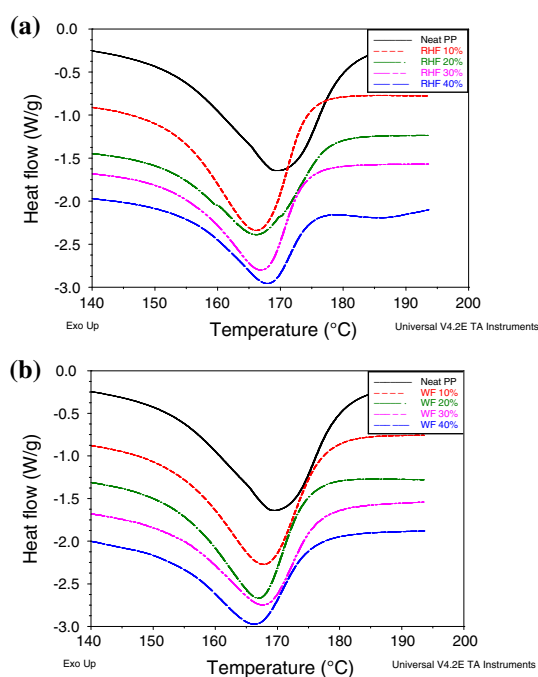 (a)
0.0
-0.5
-1.0
-1.5
-2.0
-2.5
-3.0
Heat flow (W/g)
Neat PP
RHF 10%
RHF 20%
RHF 30%
RHF 40%
140 150 160 170 180 190 200
Exo Up
Temperature (°C)
Universal V4.2E TA Instruments
(b)
0.0
-0.5
-1.0
-1.5
-2.0
-2.5
-3.0
Heat flow (W/g)
Neat PP
WF 10%
WF 20%
WF 30%
WF 40%
140 150 160 170 180 190 200
Exo Up
Temperature (°C)
Universal V4.2E TA Instruments